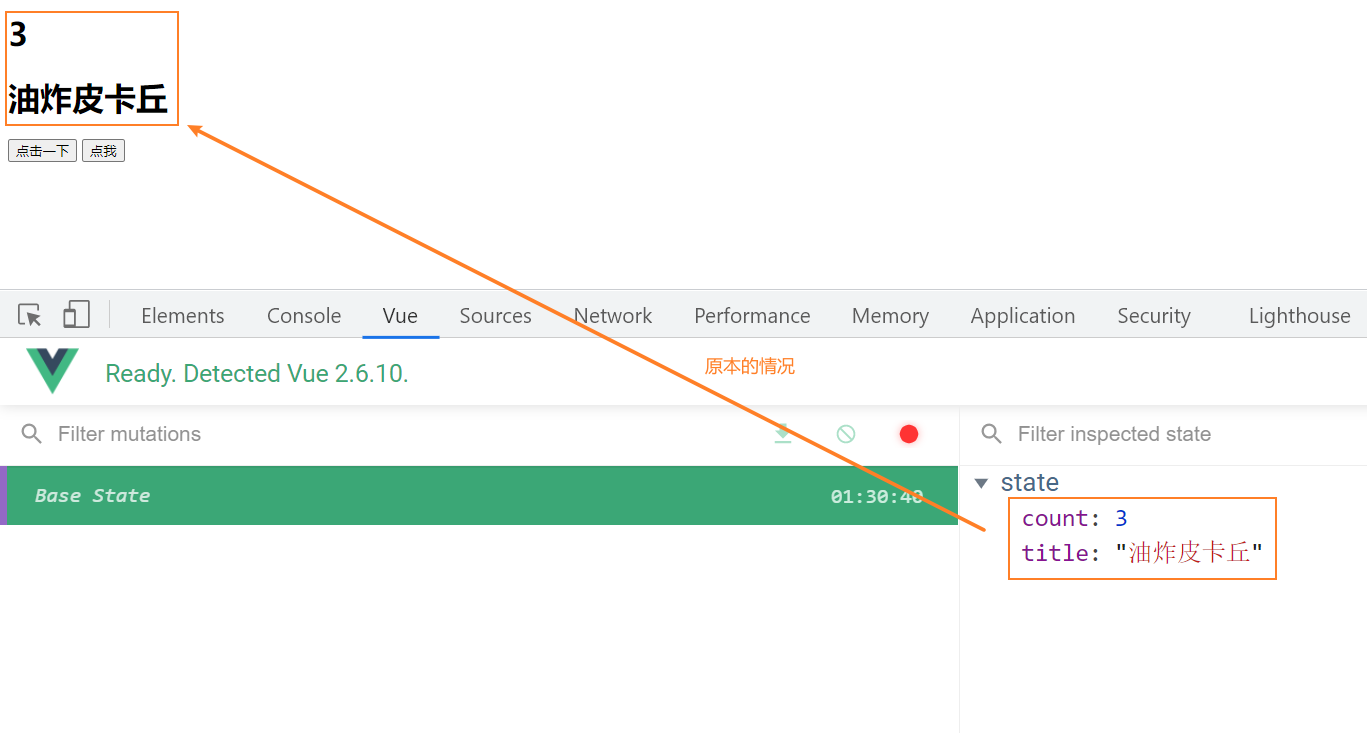 3
油炸皮卡丘
点击一下 点我
Elements Console Vue Sources Network Performance Memory Application Security Lighthouse
Ready. Detected Vue 2.6.10.
原本的情况
Filter mutations
Filter inspected state
Base State 01:30:40
state
count: 3
title: "油炸皮卡丘"